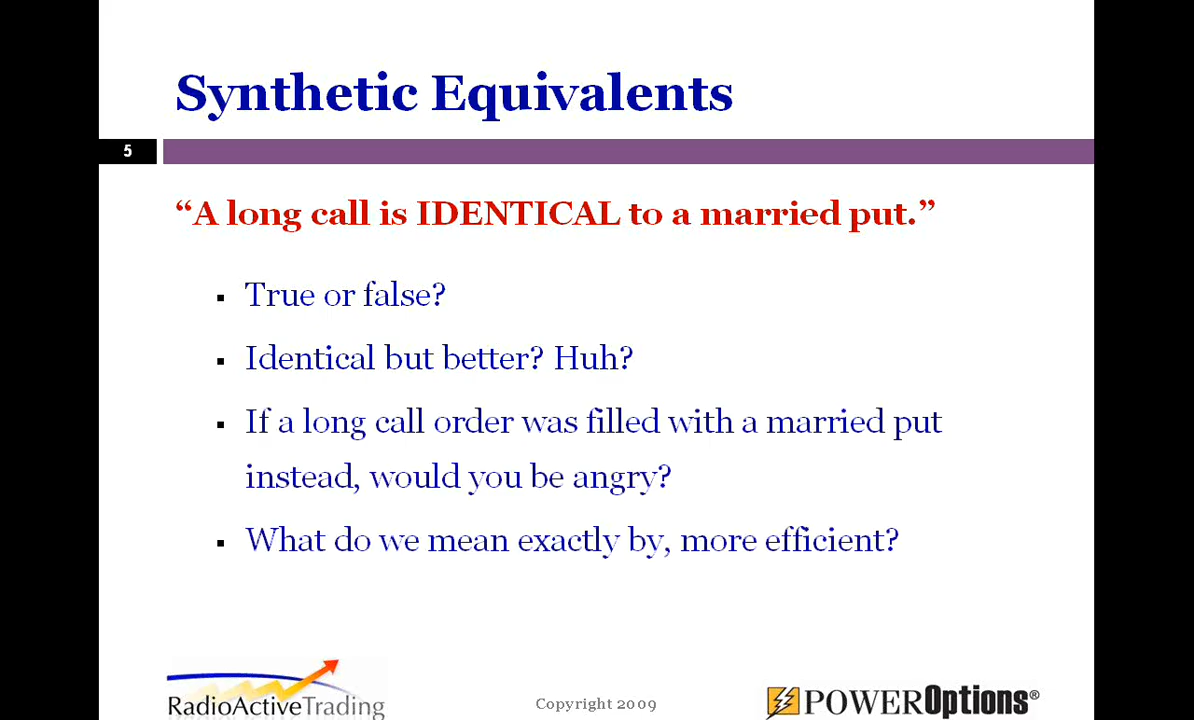 Synthetic Equivalents
5
“A long call is IDENTICAL to a married put.”
▪ True or false?
▪ Identical but better? Huh?
▪ If a long call order was filled with a married put
instead, would you be angry?
▪ What do we mean exactly by, more efficient?
RadioActiveTrading
Copyright 2009
POWEROptions®